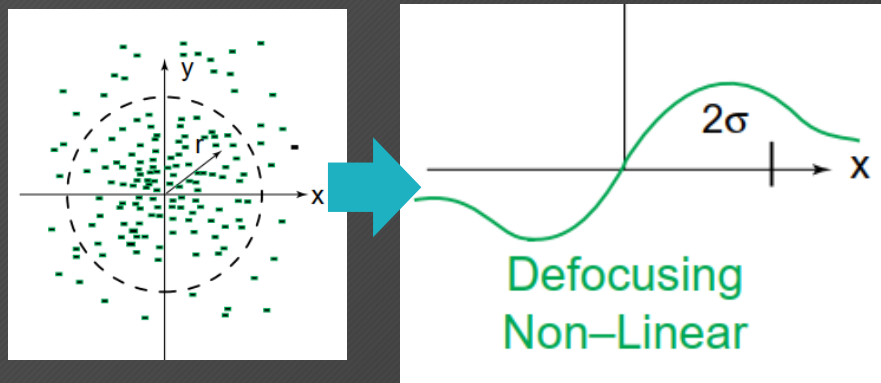 y
r
x
2σ
x
Defocusing
Non–Linear